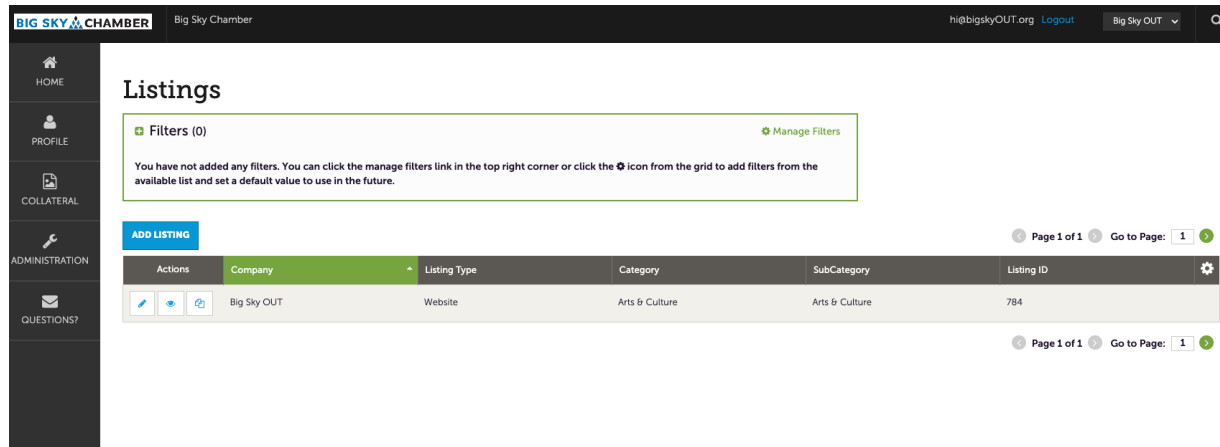 BIG SKY CHAMBER
Big Sky Chamber
hi@bigskyOUT.org Logout
Big Sky OUT
HOME
PROFILE
COLLATERAL
ADMINISTRATION
QUESTIONS?
Listings
Filters (0)
Manage Filters
You have not added any filters. You can click the manage filters link in the top right corner or click the icon from the grid to add filters from the
available list and set a default value to use in the future.
ADD LISTING
Page 1 of 1 Go to Page: 1
Actions Company Listing Type Category SubCategory Listing ID
Big Sky OUT Website Arts & Culture Arts & Culture 784
Page 1 of 1 Go to Page: 1